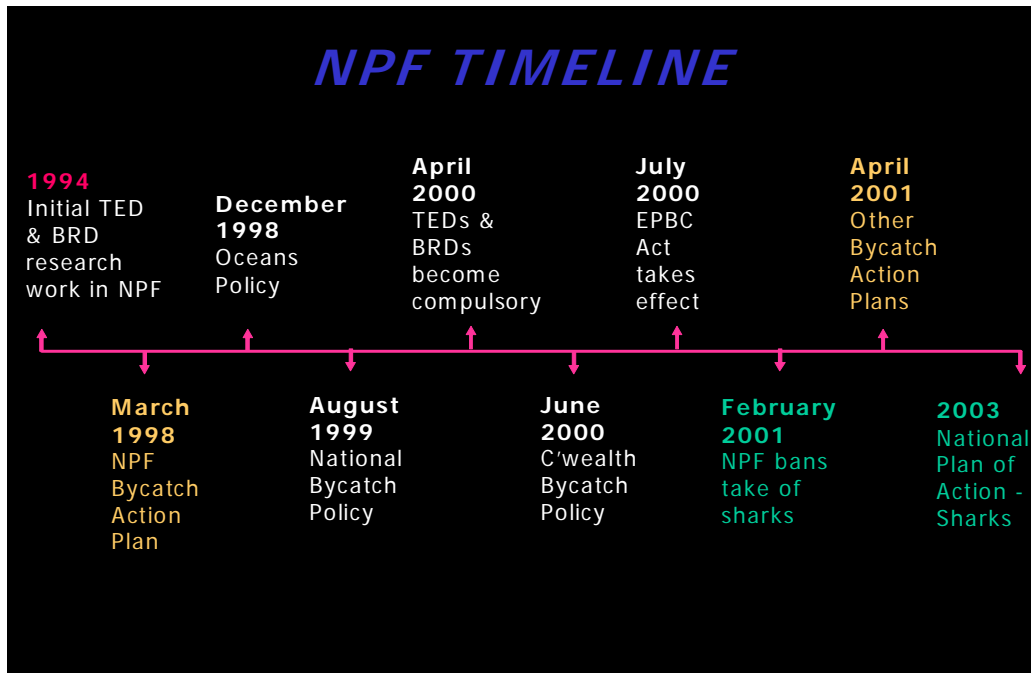 NPF TIMELINE
1994
Initial TED
& BRD
research
work in NPF
March
1998
NPF
Bycatch
Action
Plan
December
1998
Oceans
Policy
August
1999
National
Bycatch
Policy
April
2000
TEDs &
BRDs
become
compulsory
June
2000
C'wealth
Bycatch
Policy
July
2000
EPBC
Act
takes
effect
February
2001
NPF bans
take of
sharks
April
2001
Other
Bycatch
Action
Plans
2003
National
Plan of
Action -
Sharks